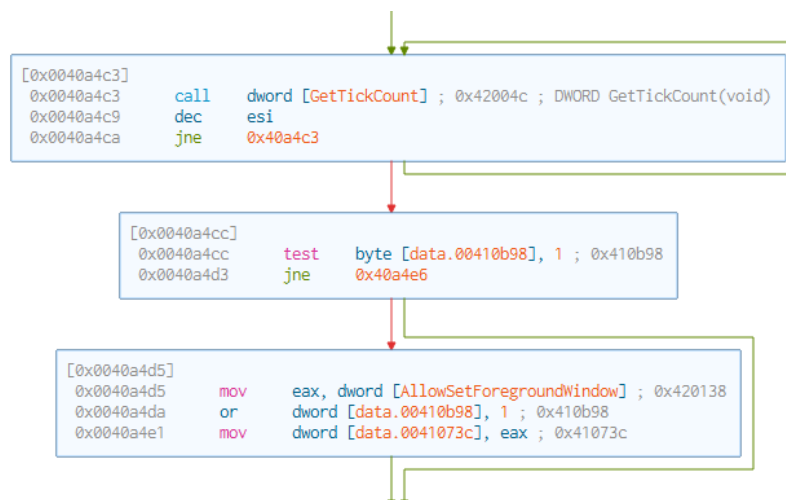 [0x0040a4c3]
0x0040a4c3 call dword [GetTickCount] ; 0x42004c ; DWORD GetTickCount(void)
0x0040a4c9 dec esi
0x0040a4ca jne 0x40a4c3
[0x0040a4cc]
0x0040a4cc test byte [data.00410b98], 1 ; 0x410b98
0x0040a4d3 jne 0x40a4e6
[0x0040a4d5]
0x0040a4d5 mov eax, dword [AllowSetForegroundWindow] ; 0x420138
0x0040a4da or dword [data.00410b98], 1 ; 0x410b98
0x0040a4e1 mov dword [data.0041073c], eax ; 0x41073c